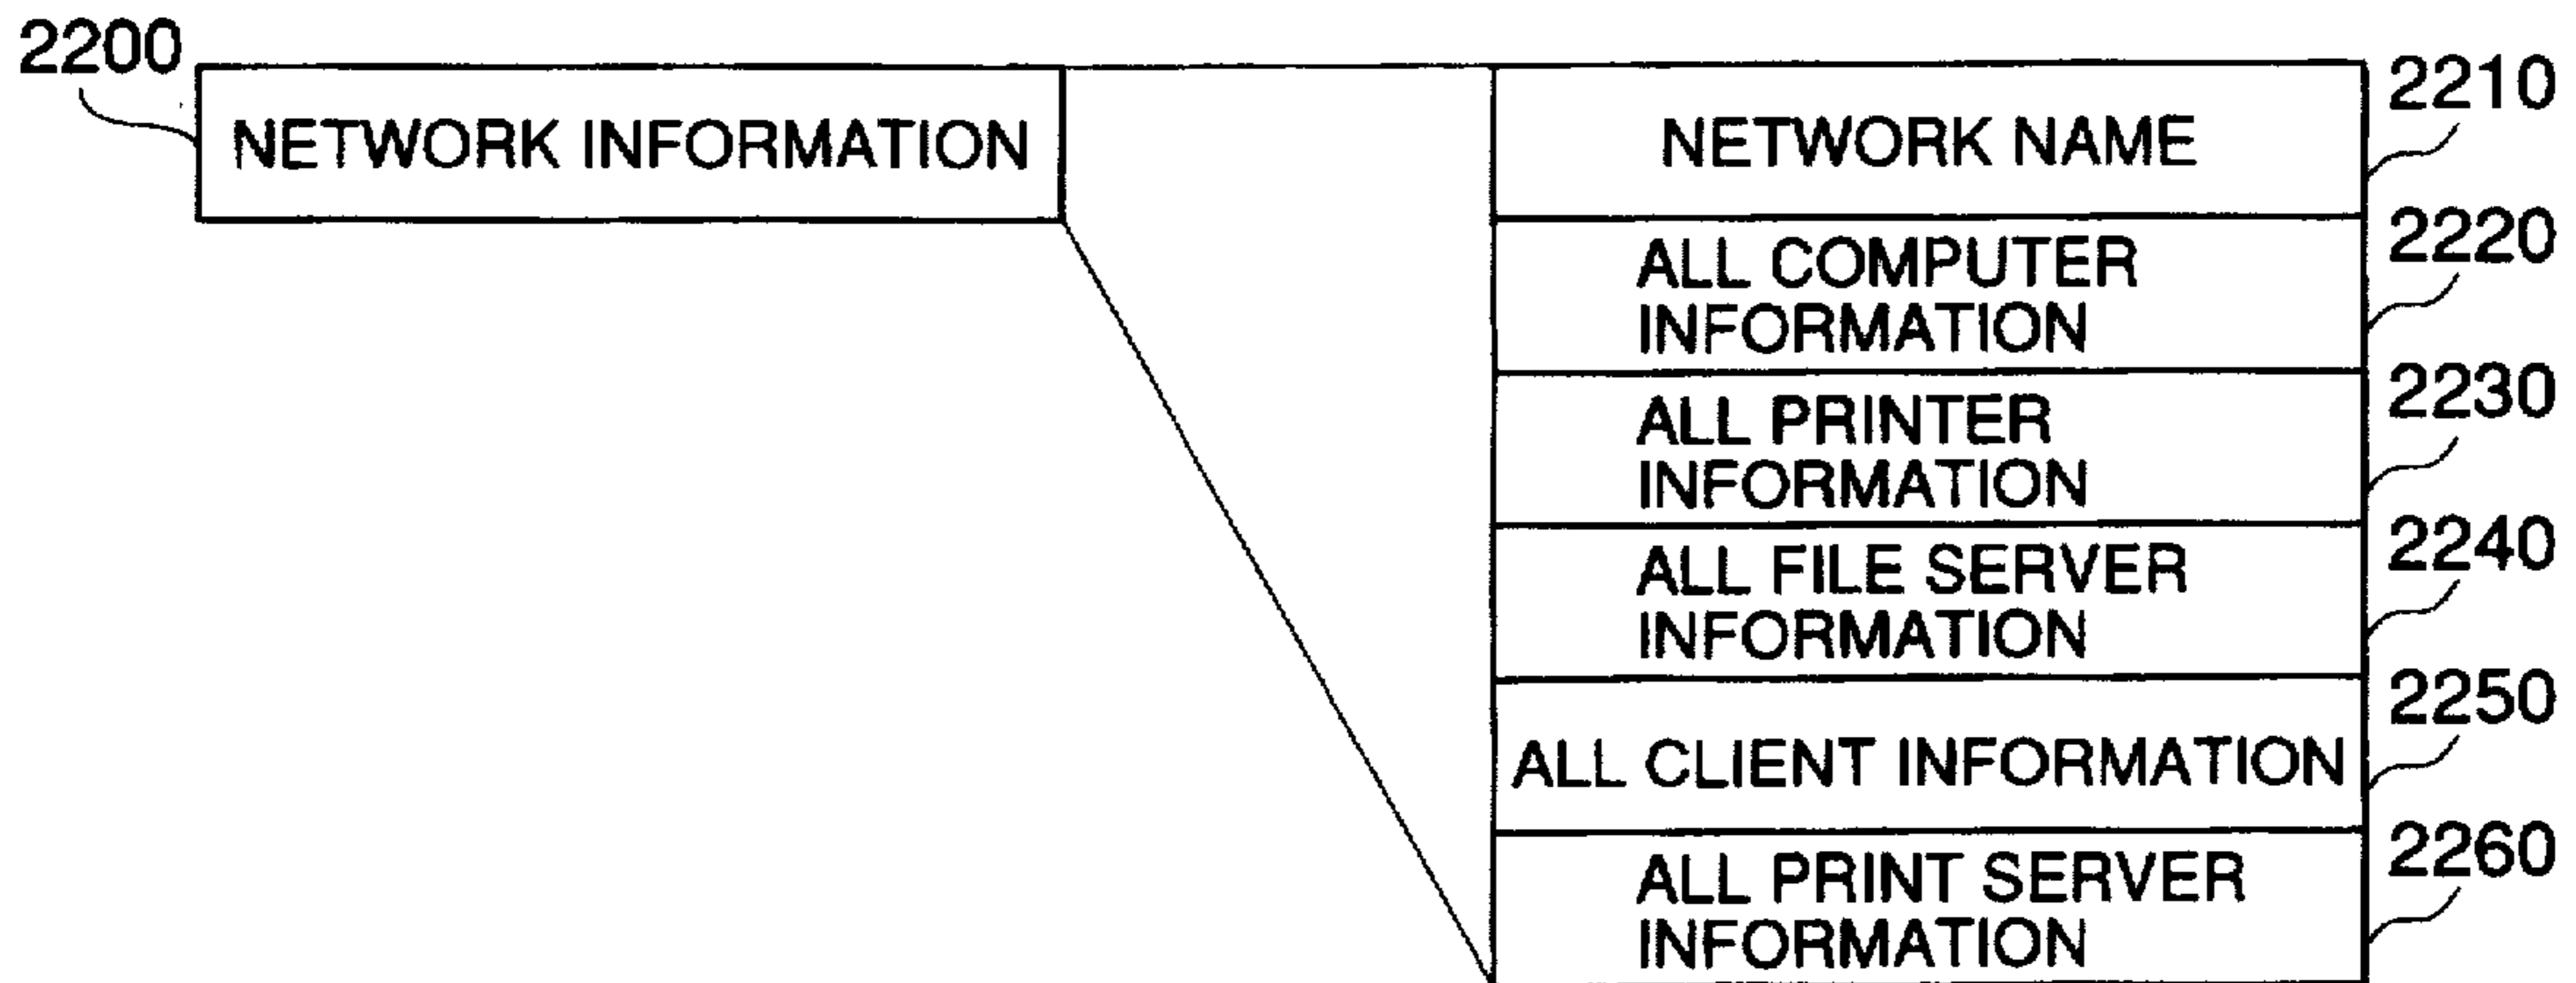 2200
NETWORK INFORMATION
NETWORK NAME
2210
ALL COMPUTER
INFORMATION
2220
ALL PRINTER
INFORMATION
2230
ALL FILE SERVER
INFORMATION
2240
ALL CLIENT INFORMATION
2250
ALL PRINT SERVER
INFORMATION
2260